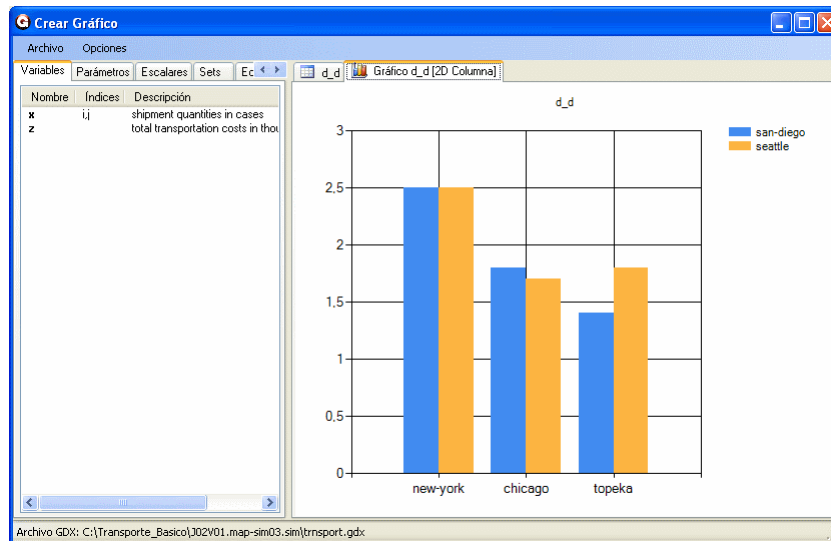 Crear Gráfico
Archivo Opciones
Variables Parámetros Escalares Sets Ec
Nombre Índices Descripción
x i,j shipment quantities in cases
z total transportation costs in thou
d_d Gráfico d_d [2D Columna]
d_d
san-diego
seattle
3
2,5
2
1,5
1
0,5
0
new-york chicago topeka
Archivo GDX: C:\Transporte_Basico\J02V01.map-sim03.sim\trnsport.gdx